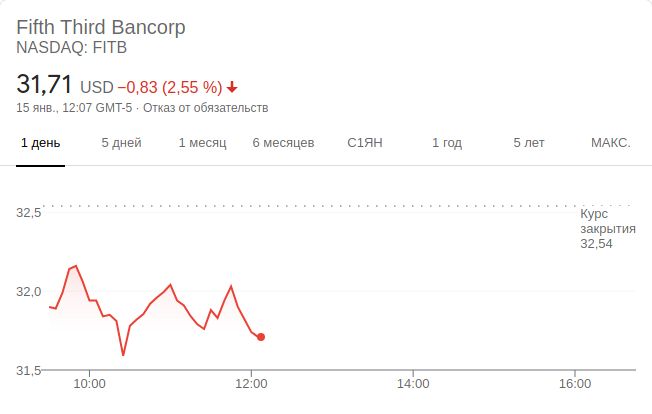 Fifth Third Bancorp
NASDAQ: FITB
31,71 USD −0,83 (2,55 %)
15 янв., 12:07 GMT-5 · Отказ от обязательств
1 день 5 дней 1 месяц 6 месяцев С1ЯН 1 год 5 лет МАКС.
32,5
Курс
закрытия
32,54
32,0
31,5
10:00 12:00 14:00 16:00